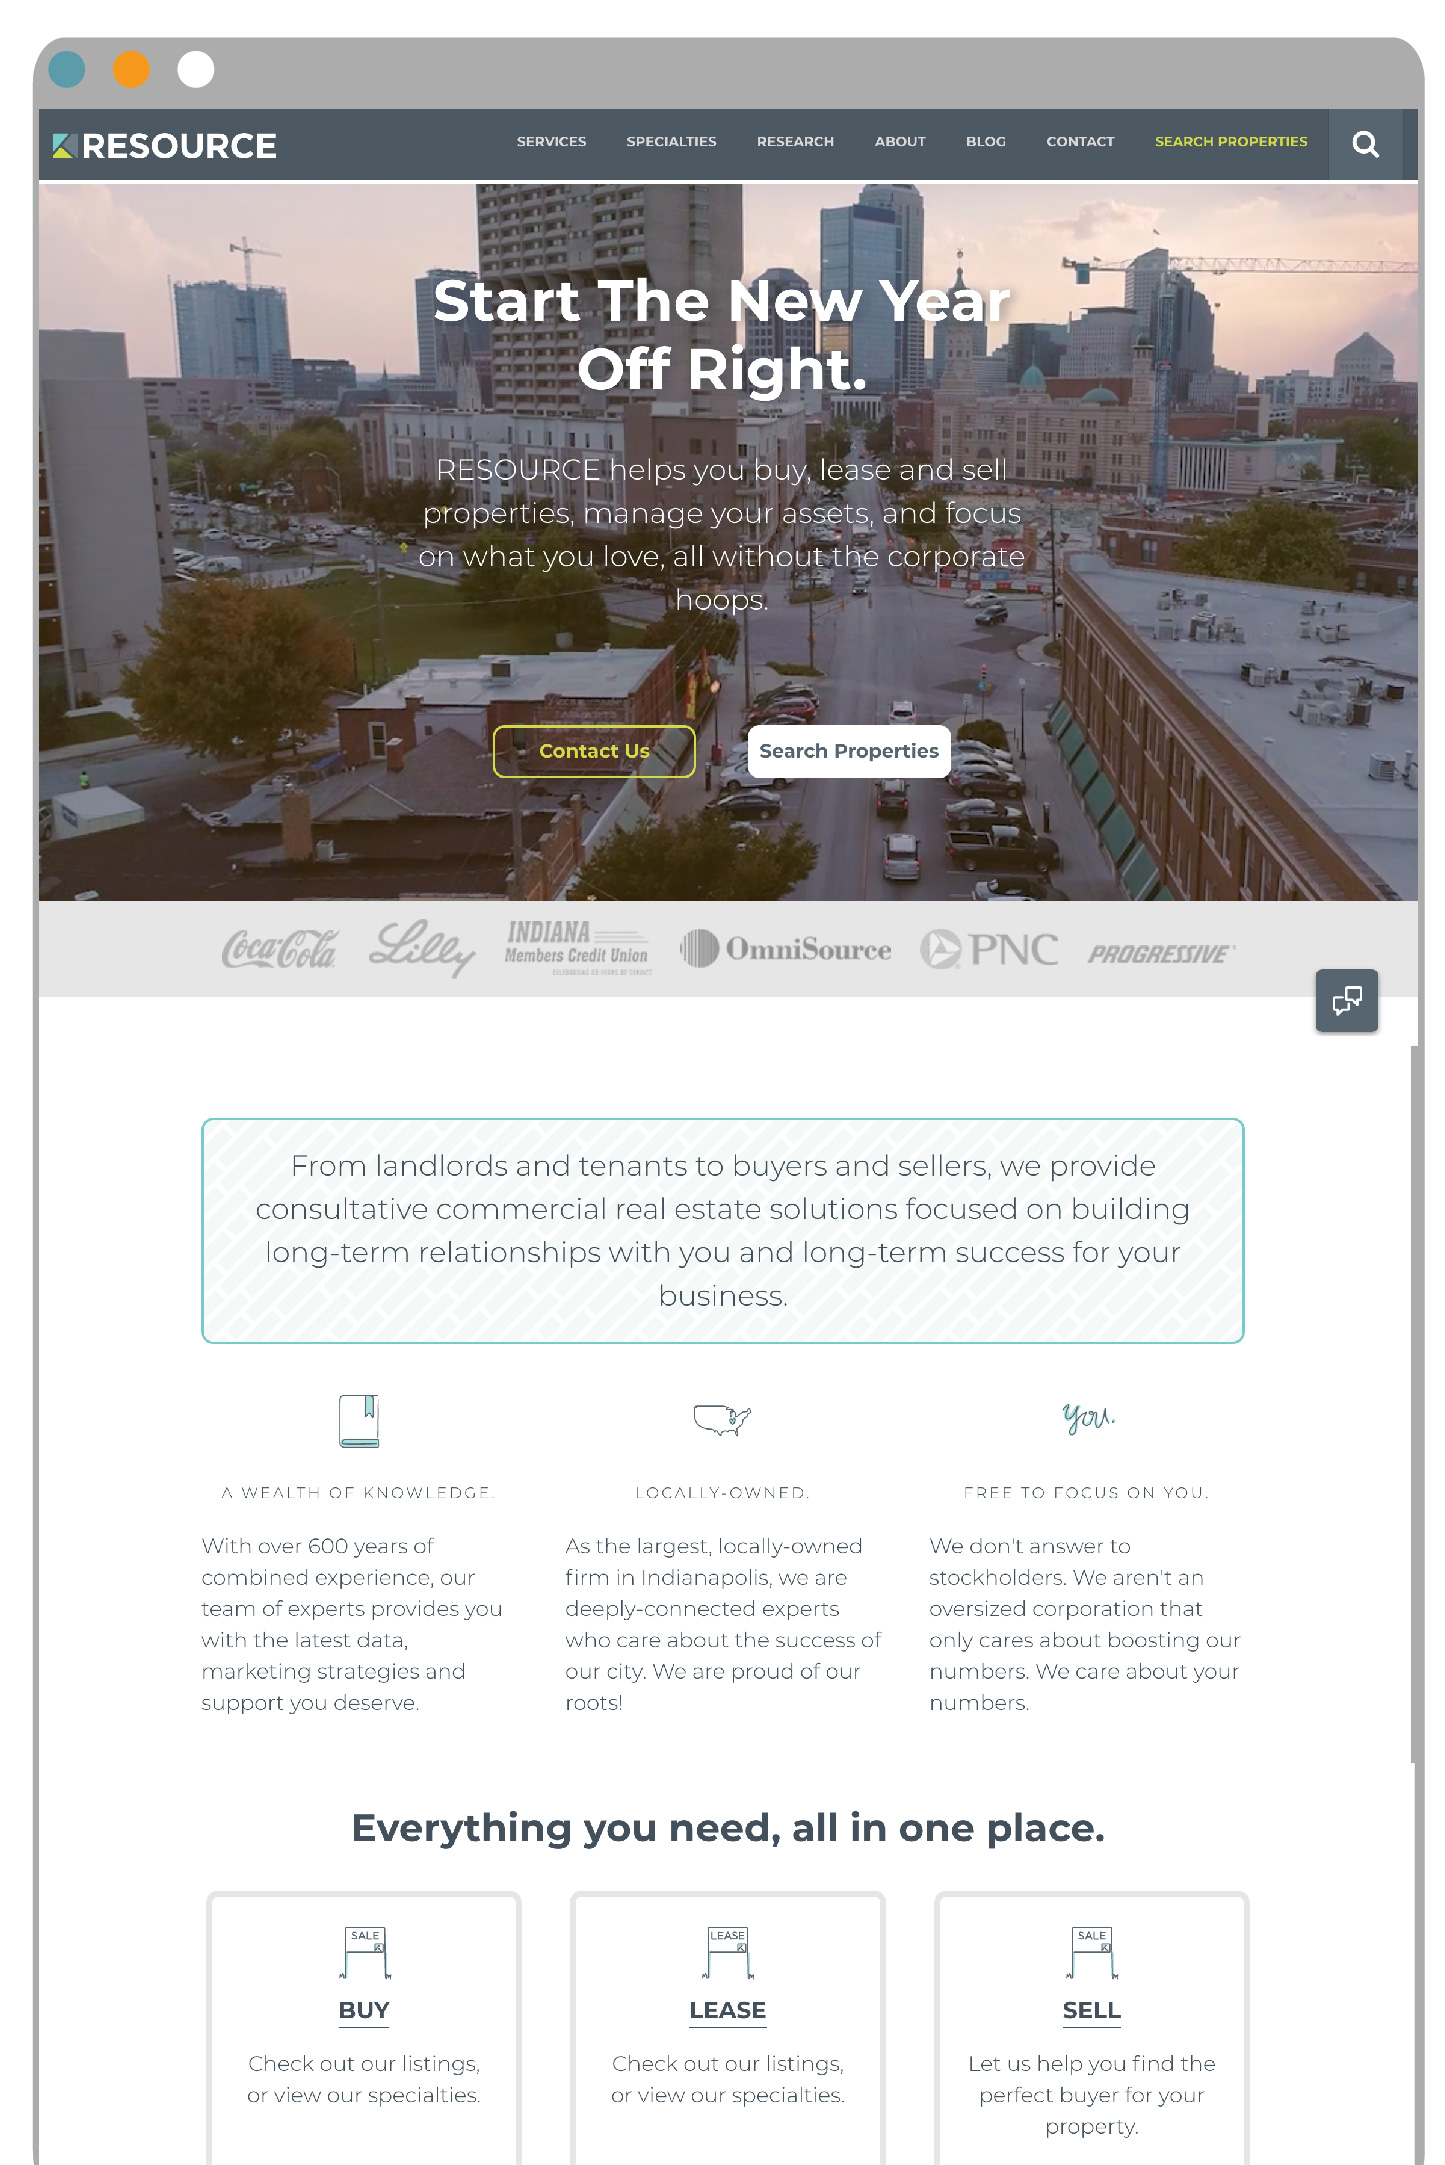 RESOURCE
SERVICES SPECIALTIES RESEARCH ABOUT BLOG CONTACT SEARCH PROPERTIES
Start The New Year
Off Right.
RESOURCE helps you buy, lease and sell
properties, manage your assets, and focus
on what you love, all without the corporate
hoops.
Contact Us Search Properties
Coca-Cola Lilly INDIANA Members Credit Union OmniSource PNC PROGRESSIVE
From landlords and tenants to buyers and sellers, we provide
consultative commercial real estate solutions focused on building
long-term relationships with you and long-term success for your
business.
you.
A WEALTH OF KNOWLEDGE.
With over 600 years of
combined experience, our
team of experts provides you
with the latest data,
marketing strategies and
support you deserve.
LOCALLY-OWNED.
As the largest, locally-owned
firm in Indianapolis, we are
deeply-connected experts
who care about the success of
our city. We are proud of our
roots!
FREE TO FOCUS ON YOU.
We don't answer to
stockholders. We aren't an
oversized corporation that
only cares about boosting our
numbers. We care about your
numbers.
Everything you need, all in one place.
SALE
BUY
Check out our listings,
or view our specialties.
LEASE
LEASE
Check out our listings,
or view our specialties.
SALE
SELL
Let us help you find the
perfect buyer for your
property.